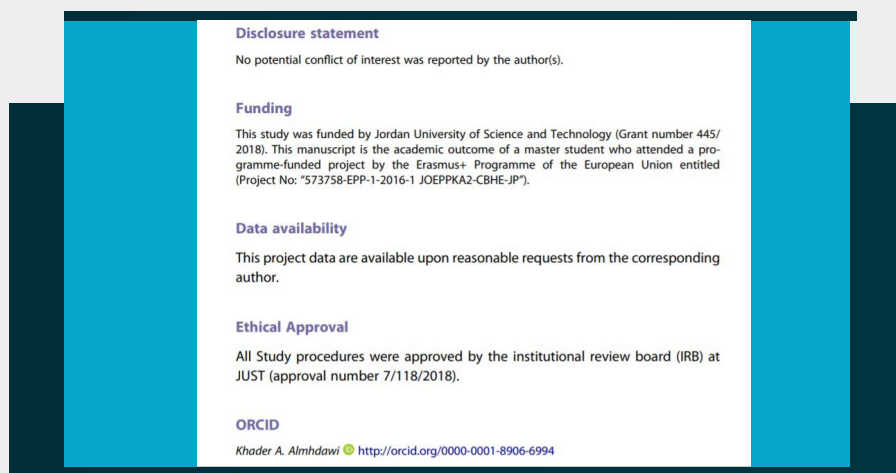 Disclosure statement
No potential conflict of interest was reported by the author(s).
Funding
This study was funded by Jordan University of Science and Technology (Grant number 445/
2018). This manuscript is the academic outcome of a master student who attended a pro-
gramme-funded project by the Erasmus+ Programme of the European Union entitled
(Project No: "573758-EPP-1-2016-1 JOEPPKA2-CBHE-JP").
Data availability
This project data are available upon reasonable requests from the corresponding
author.
Ethical Approval
All Study procedures were approved by the institutional review board (IRB) at
JUST (approval number 7/118/2018).
ORCID
Khader A. Almhdawi iD http://orcid.org/0000-0001-8906-6994